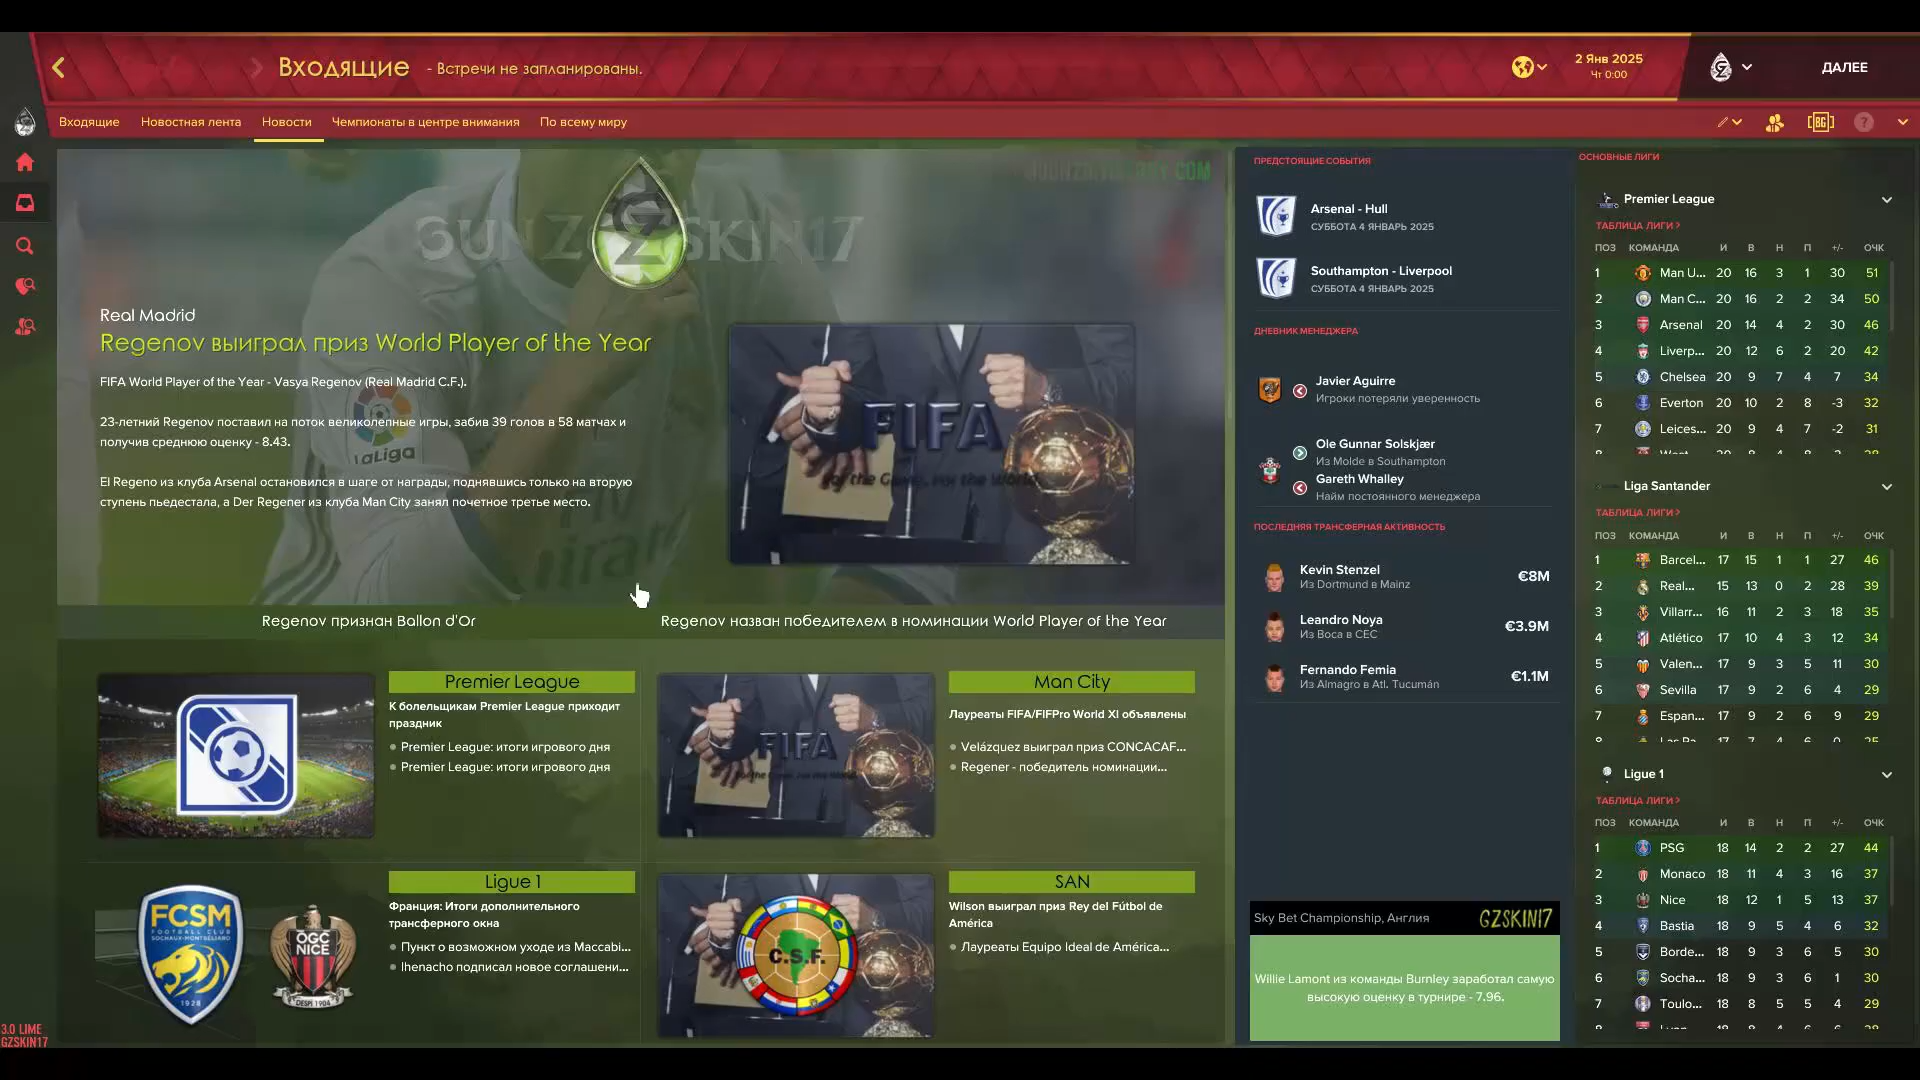 Входящие
- Встречи не запланированы.
2 Янв 2025
Чт 0:00
ДАЛЕЕ
Входящие
Новостная лента
Новости
Чемпионаты в центре внимания
По всему миру
GUNZ SKIN17
Real Madrid
Regenov выиграл приз World Player of the Year
FIFA World Player of the Year - Vasya Regenov (Real Madrid C.F.).
23-летний Regenov поставил на поток великолепные игры, забив 39 голов в 58 матчах и
получив среднюю оценку - 8.43.
El Regeno из клуба Arsenal остановился в шаге от награды, поднявшись только на вторую
ступень пьедестала, а Der Regener из клуба Man City занял почетное третье место.
LaLiga
FIFA
For the Game. For the World.
Regenov признан Ballon d'Or
Regenov назван победителем в номинации World Player of the Year
Premier League
К болельщикам Premier League приходит
праздник
Premier League: итоги игрового дня
Premier League: итоги игрового дня
Man City
Лауреаты FIFA/FIFPro World XI объявлены
Velázquez выиграл приз CONCACAF...
Regener - победитель номинации...
FIFA
Ligue 1
Франция: Итоги дополнительного
трансферного окна
Пункт о возможном уходе из Maccabi...
Ihenacho подписал новое соглашени...
FCSM
FOOTBALL CLUB
SOCHAUX-MONTBÉLIARD
1928
OGC
NICE
DEPUIS 1904
SAN
Wilson выиграл приз Rey del Fútbol de
América
Лауреаты Equipo Ideal de América...
C.S.F.
3.0 LIME
GZSKIN17
ПРЕДСТОЯЩИЕ СОБЫТИЯ
Arsenal - Hull
СУББОТА 4 ЯНВАРЬ 2025
Southampton - Liverpool
СУББОТА 4 ЯНВАРЬ 2025
ДНЕВНИК МЕНЕДЖЕРА
Javier Aguirre
Игроки потеряли уверенность
Ole Gunnar Solskjær
Из Molde в Southampton
Gareth Whalley
Найм постоянного менеджера
ПОСЛЕДНЯЯ ТРАНСФЕРНАЯ АКТИВНОСТЬ
Kevin Stenzel €8M
Из Dortmund в Mainz
Leandro Noya €3.9M
Из Boca в CEC
Fernando Femia €1.1M
Из Almagro в Atl. Tucumán
Sky Bet Championship, Англия GZSKIN17
Willie Lamont из команды Burnley заработал самую
высокую оценку в турнире - 7.96.
ОСНОВНЫЕ ЛИГИ
Premier League
ТАБЛИЦА ЛИГИ >
ПОЗ КОМАНДА И В Н П +/- ОЧК
1 Man U... 20 16 3 1 30 51
2 Man C... 20 16 2 2 34 50
3 Arsenal 20 14 4 2 30 46
4 Liverp... 20 12 6 2 20 42
5 Chelsea 20 9 7 4 7 34
6 Everton 20 10 2 8 -3 32
7 Leices... 20 9 4 7 -2 31
Liga Santander
ТАБЛИЦА ЛИГИ >
ПОЗ КОМАНДА И В Н П +/- ОЧК
1 Barcel... 17 15 1 1 27 46
2 Real... 15 13 0 2 28 39
3 Villarr... 16 11 2 3 18 35
4 Atlético 17 10 4 3 12 34
5 Valen... 17 9 3 5 11 30
6 Sevilla 17 9 2 6 4 29
7 Espan... 17 9 2 6 9 29
Ligue 1
ТАБЛИЦА ЛИГИ >
ПОЗ КОМАНДА И В Н П +/- ОЧК
1 PSG 18 14 2 2 27 44
2 Monaco 18 11 4 3 16 37
3 Nice 18 12 1 5 13 37
4 Bastia 18 9 5 4 6 32
5 Borde... 18 9 3 6 5 30
6 Socha... 18 9 3 6 1 30
7 Toulo... 18 8 5 5 4 29